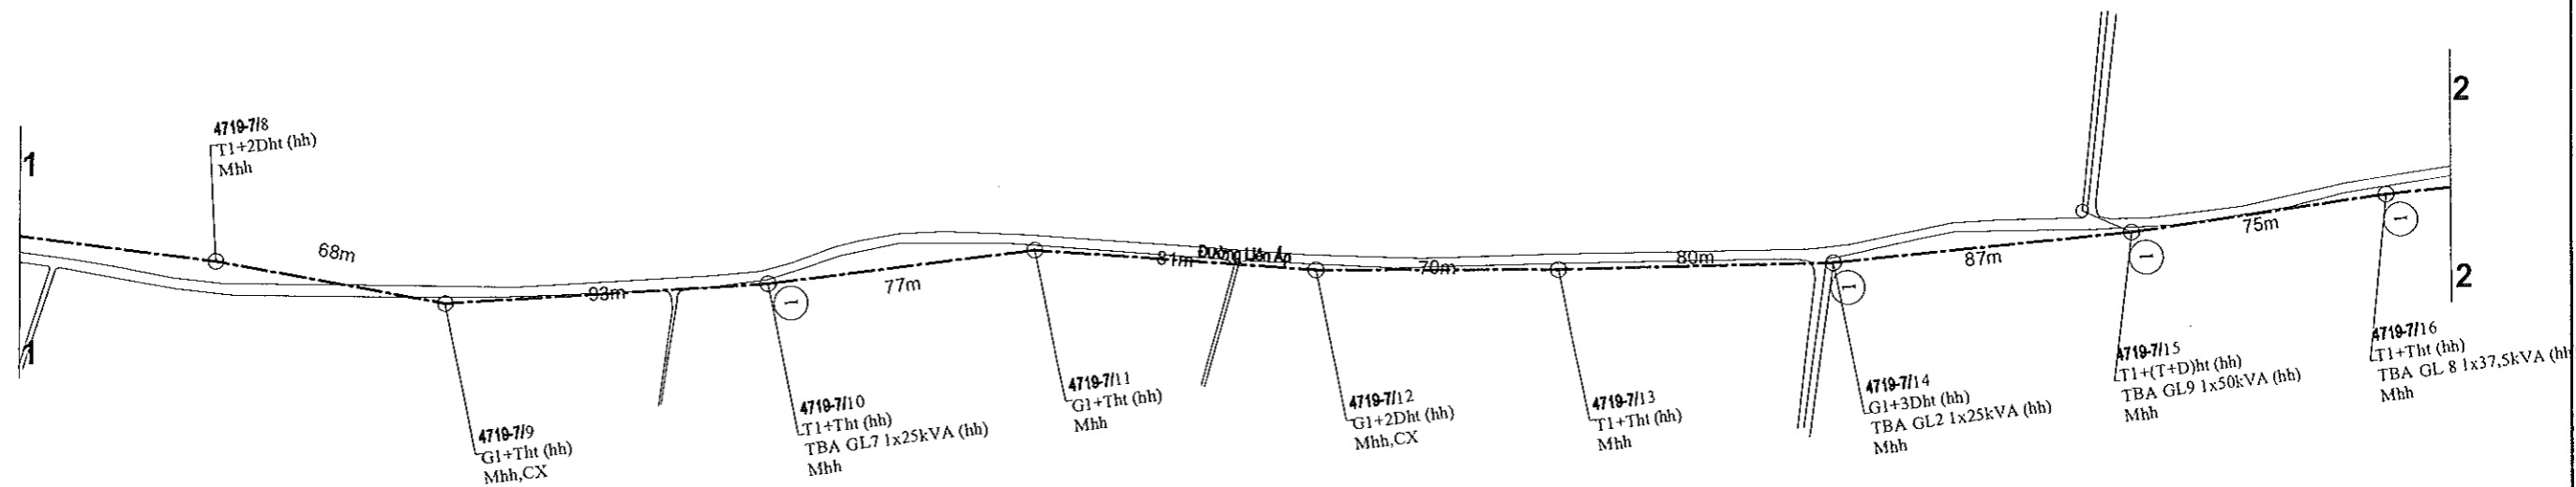 1
1
4719-7/8
T1+2Dht (hh)
Mhh
68m
4719-7/9
G1+Tht (hh)
Mhh,CX
93m
4719-7/10
T1+Tht (hh)
TBA GL7 1x25kVA (hh)
Mhh
1
77m
4719-7/11
G1+Tht (hh)
Mhh
81m
Đường Liên Ấp
4719-7/12
G1+2Dht (hh)
Mhh,CX
70m
4719-7/13
T1+Tht (hh)
Mhh
80m
4719-7/14
G1+3Dht (hh)
TBA GL2 1x25kVA (hh)
Mhh
1
87m
4719-7/15
T1+(T+D)ht (hh)
TBA GL9 1x50kVA (hh)
Mhh
1
75m
4719-7/16
T1+Tht (hh)
TBA GL 8 1x37,5kVA (hh
Mhh
1
2
2